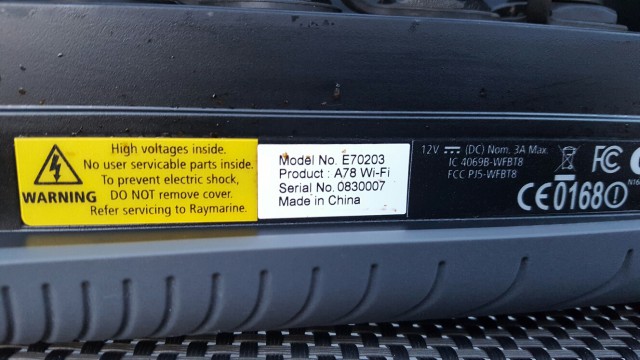 High voltages inside.
No user servicable parts inside.
To prevent electric shock,
DO NOT remove cover.
Refer servicing to Raymarine.
WARNING
Model No. E70203
Product : A78 Wi-Fi
Serial No. 0830007
Made in China
12V ⎓ (DC) Nom. 3A Max.
IC 4069B-WFBT8
FCC PJ5-WFBT8
FC
CE0168
N16